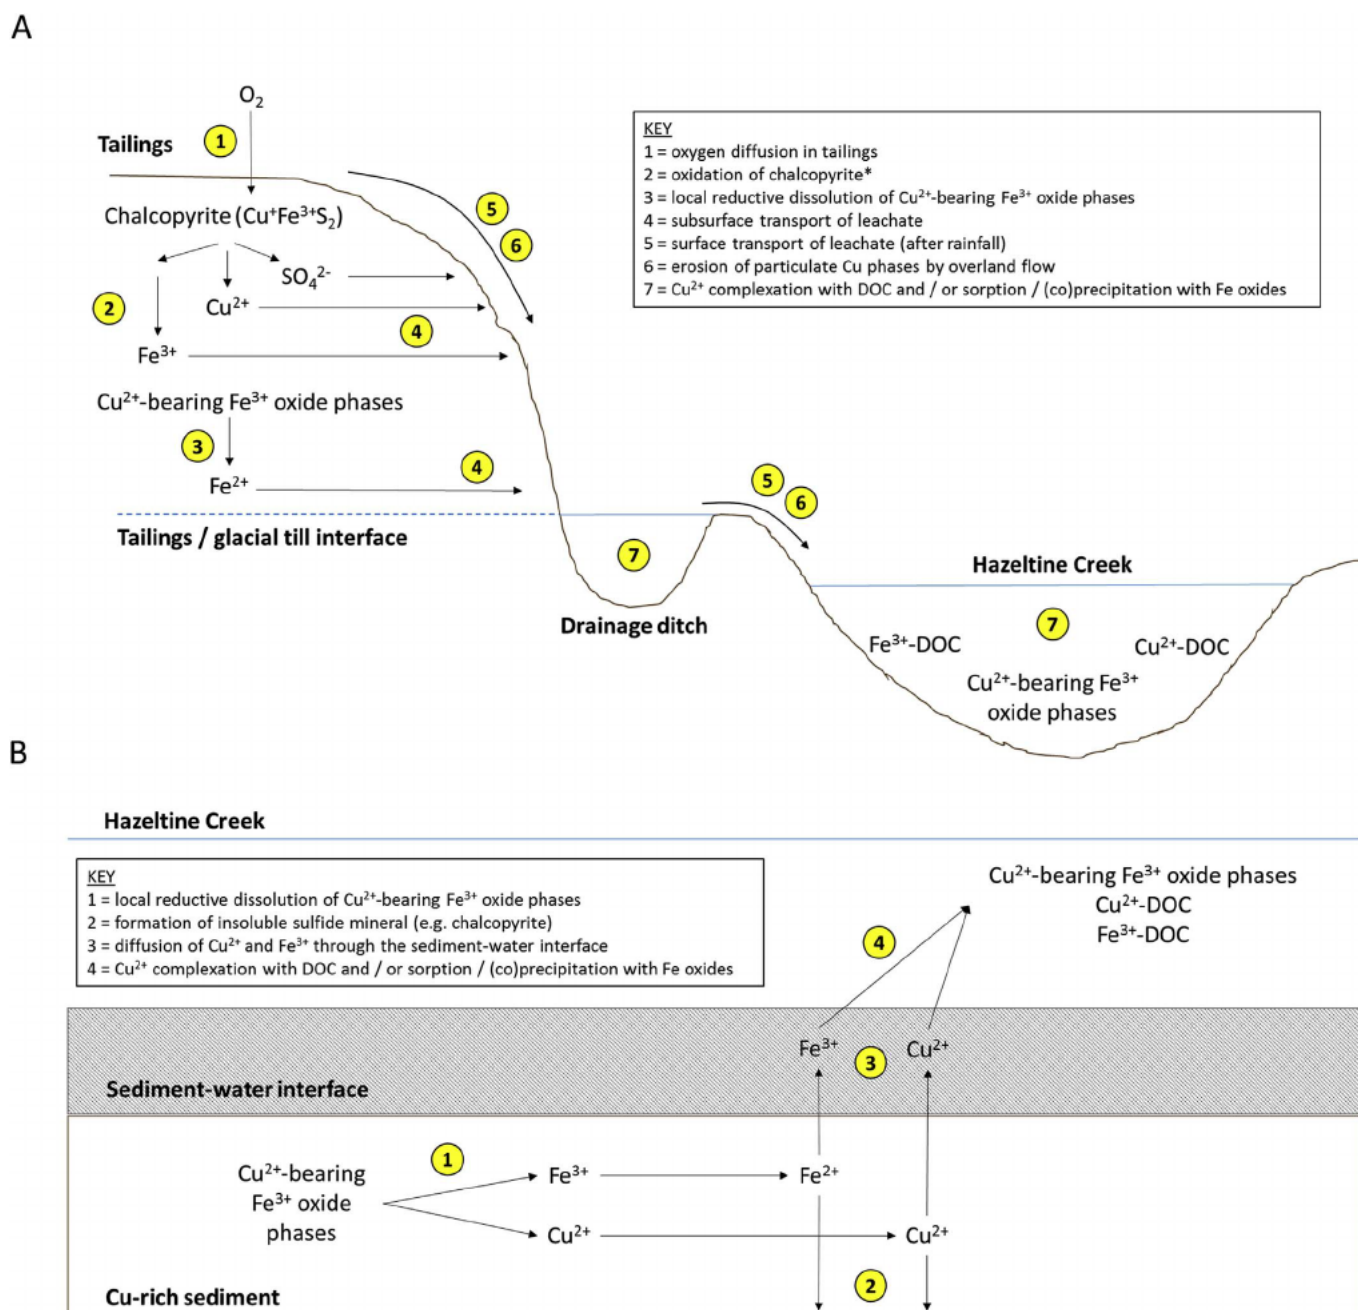 A
O₂
1
Tailings
Chalcopyrite (Cu⁺Fe³⁺S₂)
KEY
1 = oxygen diffusion in tailings
2 = oxidation of chalcopyrite*
3 = local reductive dissolution of Cu²⁺-bearing Fe³⁺ oxide phases
4 = subsurface transport of leachate
5 = surface transport of leachate (after rainfall)
6 = erosion of particulate Cu phases by overland flow
7 = Cu²⁺ complexation with DOC and / or sorption / (co)precipitation with Fe oxides
5
6
SO₄²⁻
2
Cu²⁺
4
Fe³⁺
Cu²⁺-bearing Fe³⁺ oxide phases
3
4
Fe²⁺
5
6
Tailings / glacial till interface
7
Drainage ditch
Hazeltine Creek
7
Fe³⁺-DOC
Cu²⁺-DOC
Cu²⁺-bearing Fe³⁺
oxide phases
B
Hazeltine Creek
KEY
1 = local reductive dissolution of Cu²⁺-bearing Fe³⁺ oxide phases
2 = formation of insoluble sulfide mineral (e.g. chalcopyrite)
3 = diffusion of Cu²⁺ and Fe³⁺ through the sediment-water interface
4 = Cu²⁺ complexation with DOC and / or sorption / (co)precipitation with Fe oxides
Cu²⁺-bearing Fe³⁺ oxide phases
Cu²⁺-DOC
Fe³⁺-DOC
4
Fe³⁺
3
Cu²⁺
Sediment-water interface
1
Cu²⁺-bearing
Fe³⁺ oxide
phases
Fe³⁺
Fe²⁺
Cu²⁺
Cu²⁺
2
Cu-rich sediment